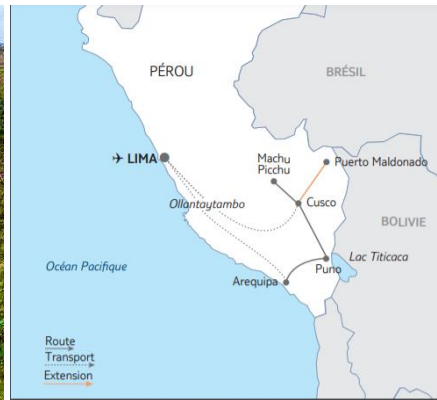 PÉROU
BRÉSIL
✈ LIMA
Machu
Picchu
Puerto Maldonado
Ollantaytambo
Cusco
BOLIVIE
Lac Titicaca
Océan Pacifique
Puno
Arequipa
Route
Transport
Extension